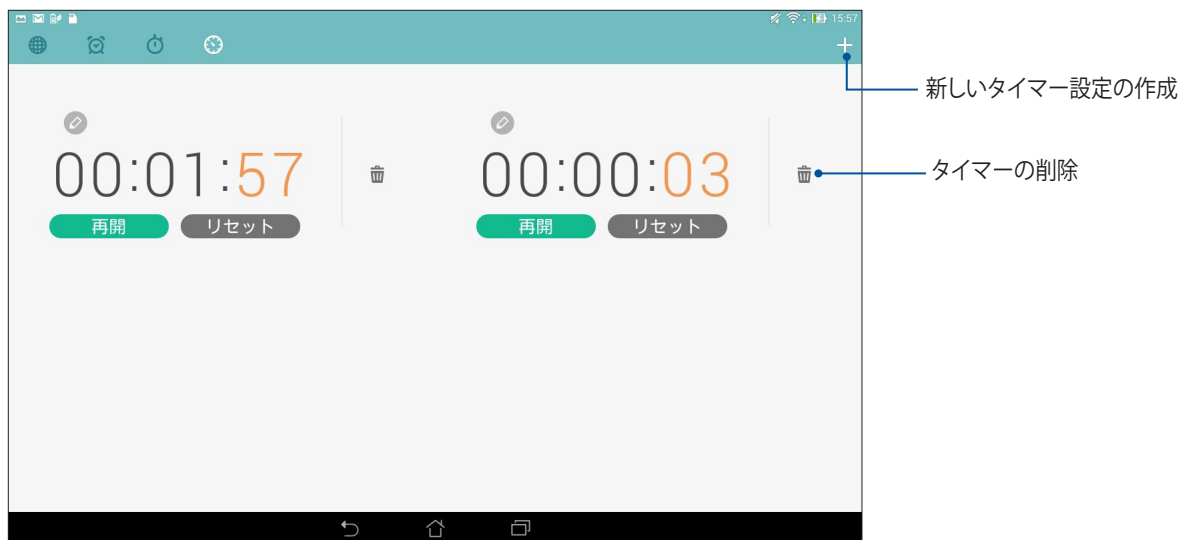 15:57
新しいタイマー設定の作成
00:01:57
00:00:03
タイマーの削除
再開 リセット
再開 リセット